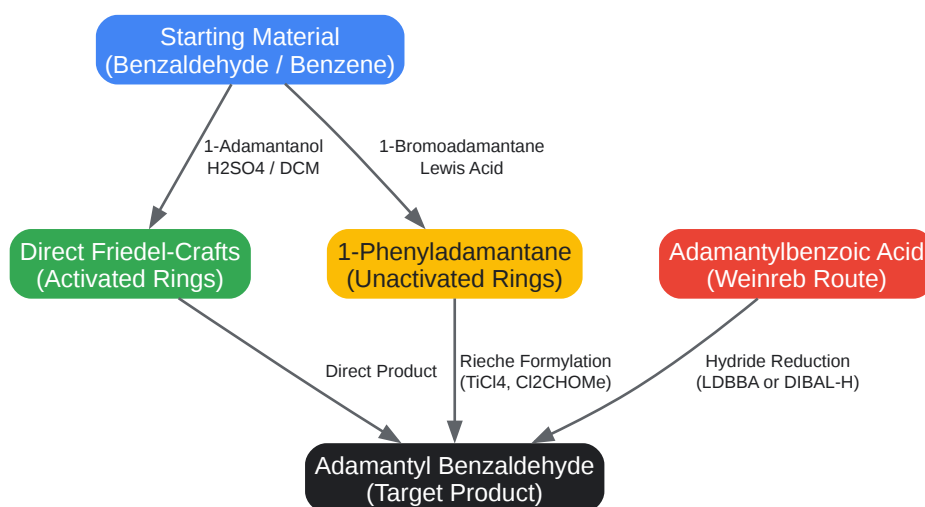 Starting Material
(Benzaldehyde / Benzene)
1-Adamantanol
H2SO4 / DCM
1-Bromoadamantane
Lewis Acid
Direct Friedel-Crafts
(Activated Rings)
1-Phenyladamantane
(Unactivated Rings)
Adamantylbenzoic Acid
(Weinreb Route)
Direct Product
Rieche Formylation
(TiCl4, Cl2CHOMe)
Hydride Reduction
(LDBBA or DIBAL-H)
Adamantyl Benzaldehyde
(Target Product)